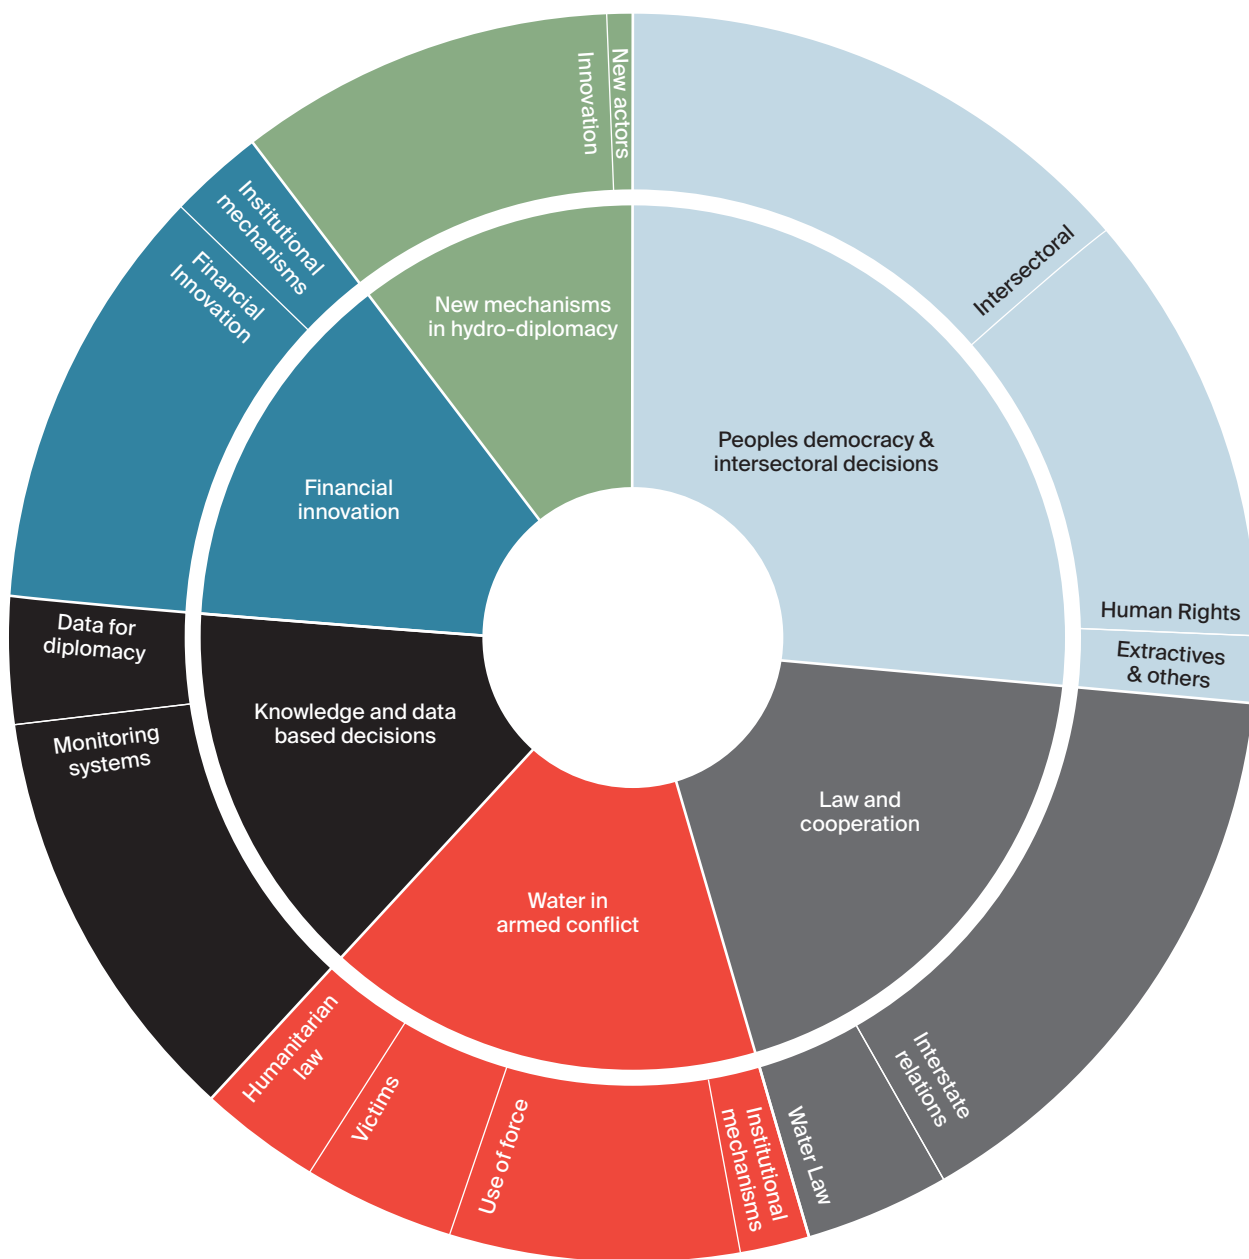 New actors
Innovation
Institutional
mechanisms
Financial
Innovation
Intersectoral
New mechanisms
in hydro-diplomacy
Peoples democracy &
intersectoral decisions
Financial
innovation
Human Rights
Extractives
& others
Data for
diplomacy
Monitoring
systems
Knowledge and data
based decisions
Law and
cooperation
Water in
armed conflict
Humanitarian
law
Victims
Use of force
Institutional
mechanisms
Water Law
Interstate
relations